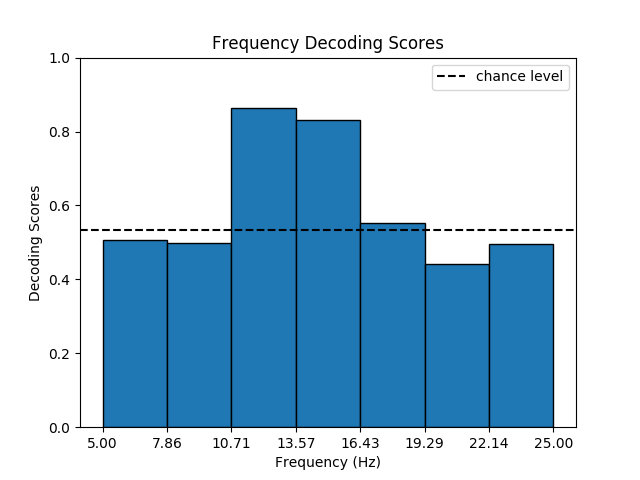 Frequency Decoding Scores
chance level
1.0
0.8
0.6
0.4
0.2
0.0
Decoding Scores
5.00 7.86 10.71 13.57 16.43 19.29 22.14 25.00
Frequency (Hz)